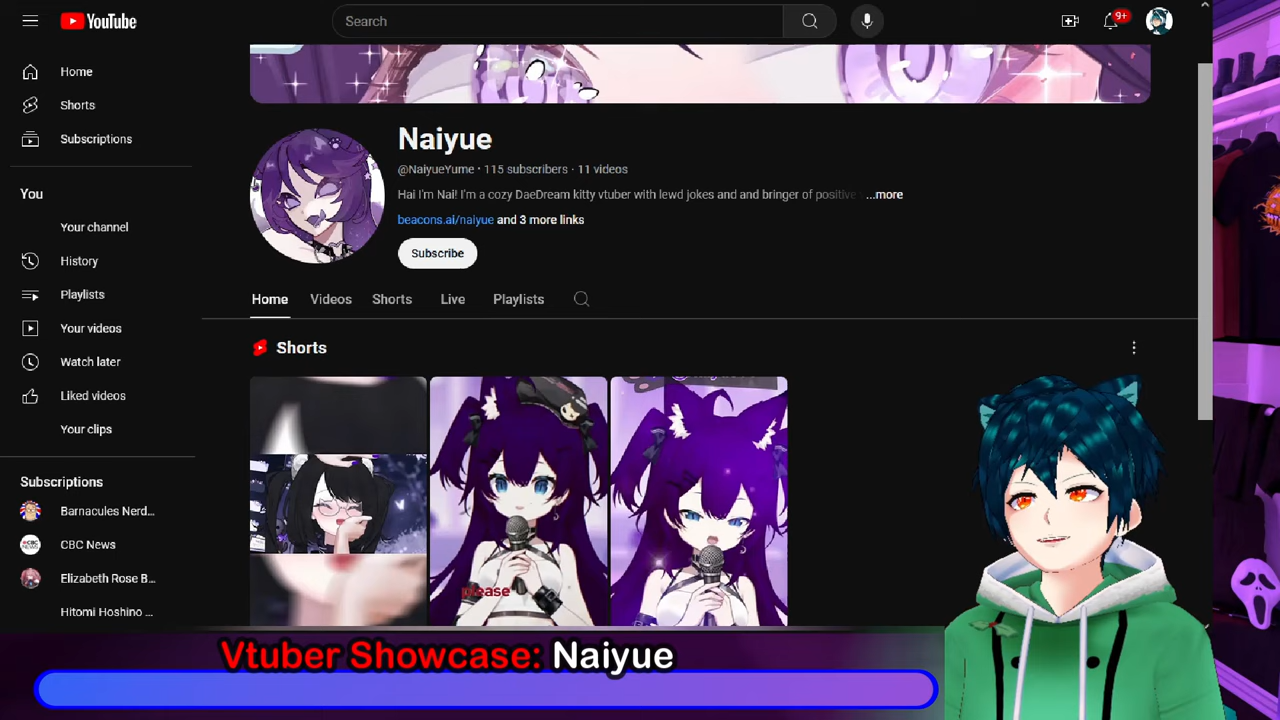 YouTube
Search
9+
Home
Shorts
Subscriptions
You
Your channel
History
Playlists
Your videos
Watch later
Liked videos
Your clips
Subscriptions
Barnacules Nerd...
CBC News
Elizabeth Rose B...
Hitomi Hoshino ...
Naiyue
@NaiyueYume · 115 subscribers · 11 videos
Hai I'm Nai! I'm a cozy DaeDream kitty vtuber with lewd jokes and and bringer of positive ...more
beacons.ai/naiyue and 3 more links
Subscribe
Home Videos Shorts Live Playlists
Shorts
please
Vtuber Showcase: Naiyue